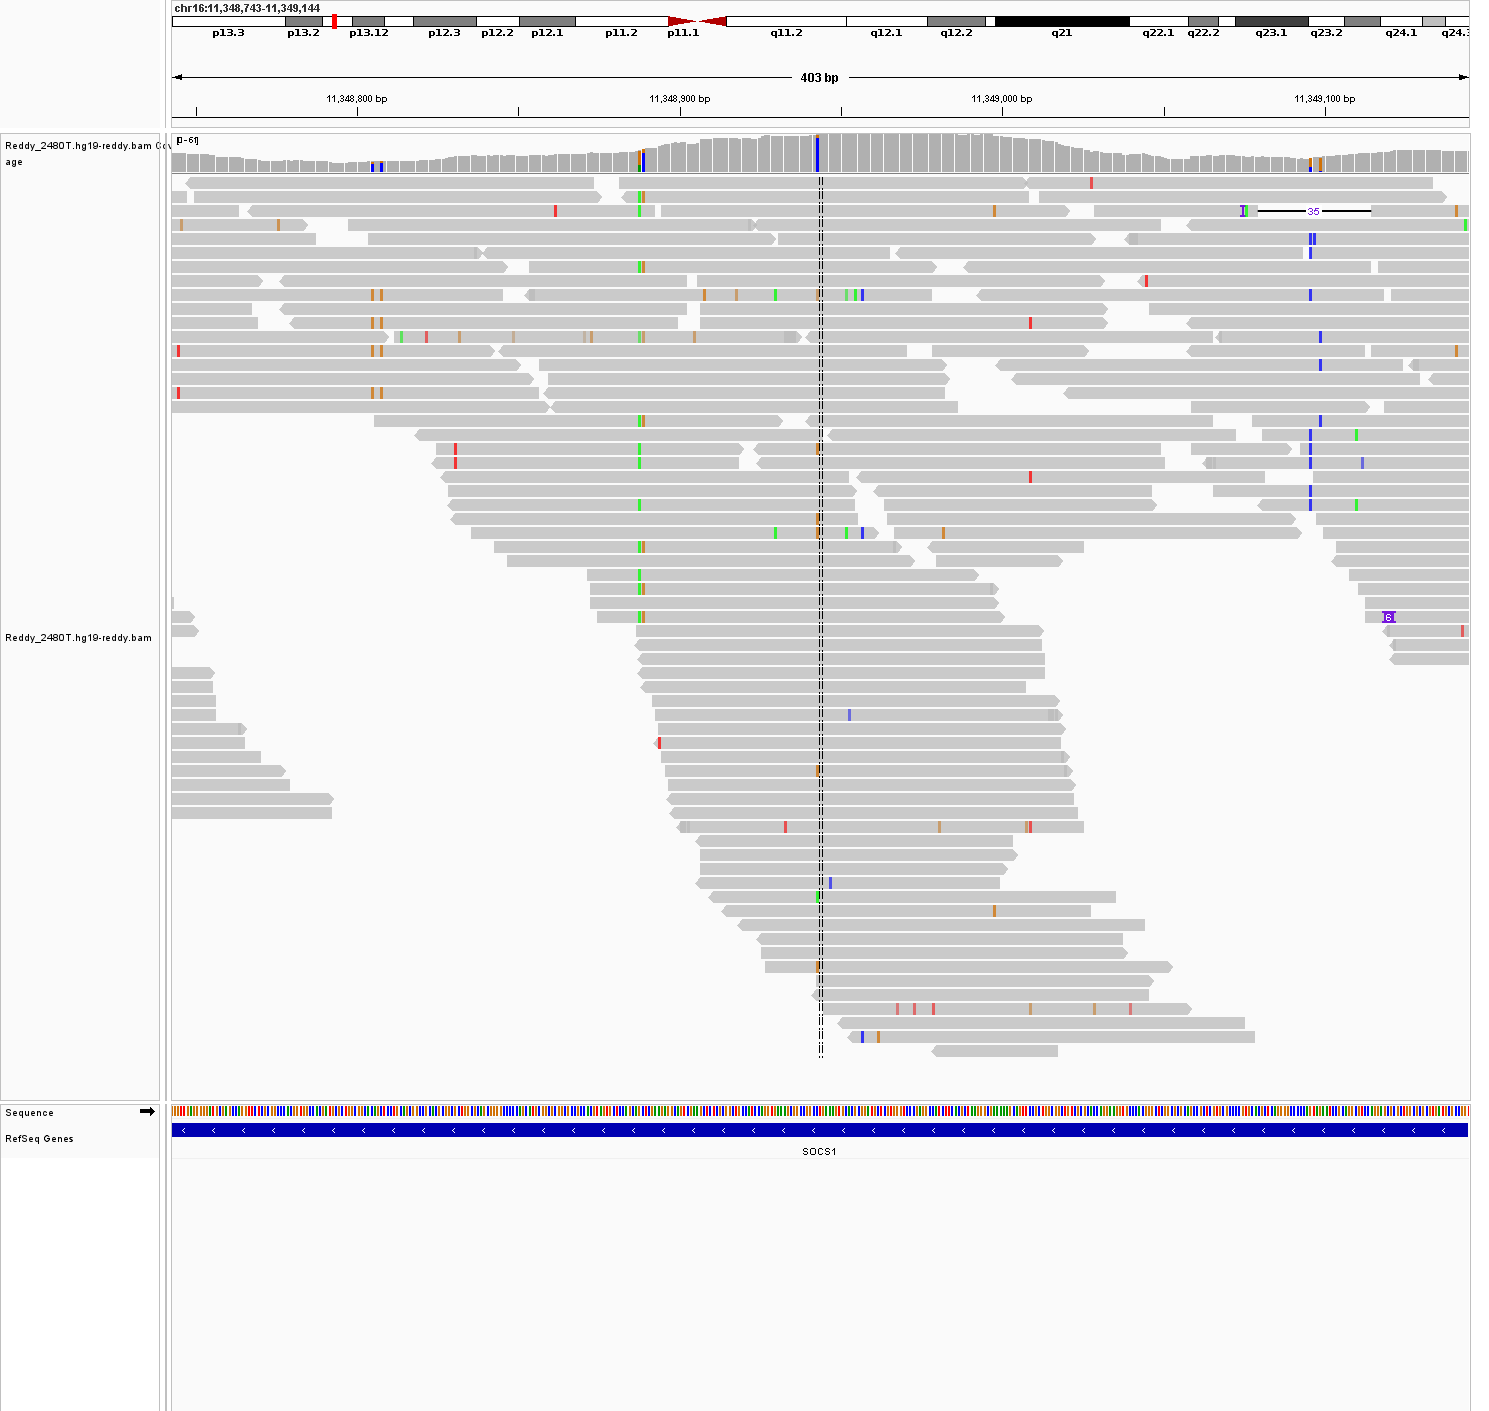 chr16:11,348,743-11,349,144
p13.3 p13.2 p13.12 p12.3 p12.2 p12.1 p11.2 p11.1 q11.2 q12.1 q12.2 q21 q22.1 q22.2 q23.1 q23.2 q24.1 q24.3
403 bp
11,348,800 bp 11,348,900 bp 11,349,000 bp 11,349,100 bp
[0-61]
Reddy_2480T.hg19-reddy.bam Cov
age
35
6
Reddy_2480T.hg19-reddy.bam
Sequence
RefSeq Genes
SOCS1